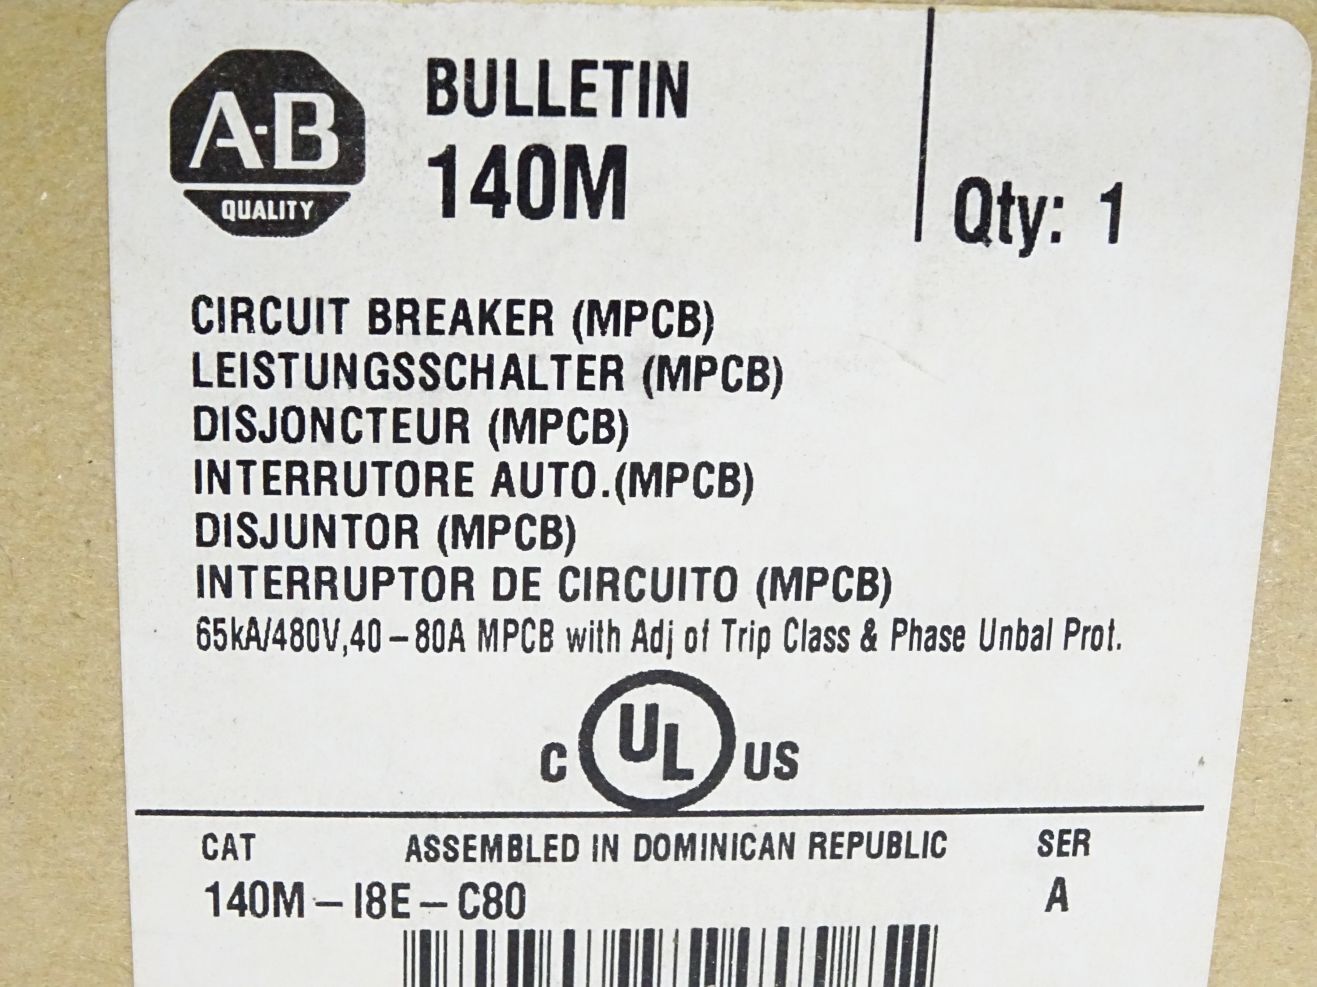 A-B
QUALITY
BULLETIN
140M
Qty: 1
CIRCUIT BREAKER (MPCB)
LEISTUNGSSCHALTER (MPCB)
DISJONCTEUR (MPCB)
INTERRUTORE AUTO.(MPCB)
DISJUNTOR (MPCB)
INTERRUPTOR DE CIRCUITO (MPCB)
65kA/480V,40-80A MPCB with Adj of Trip Class & Phase Unbal Prot.
C UL US
CAT ASSEMBLED IN DOMINICAN REPUBLIC SER
140M-I8E-C80 A